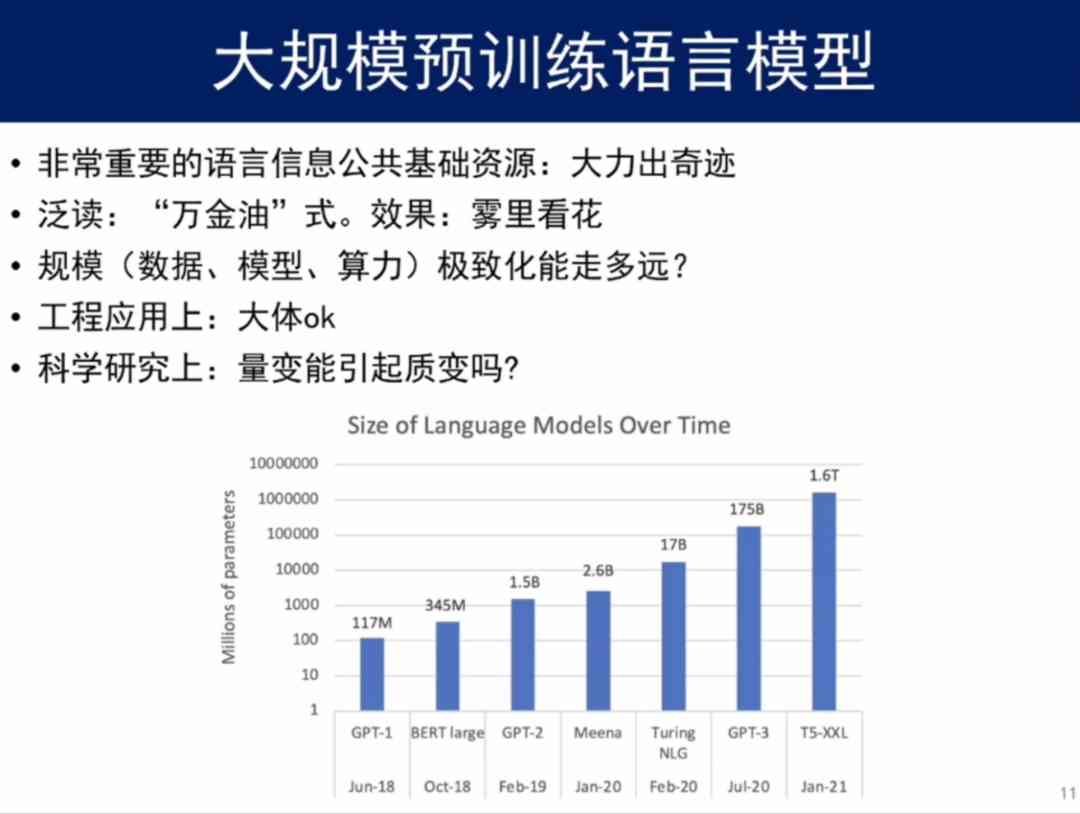 大规模预训练语言模型
• 非常重要的语言信息公共基础资源：大力出奇迹
• 泛读：“万金油”式。效果：雾里看花
• 规模（数据、模型、算力）极致化能走多远？
• 工程应用上：大体ok
• 科学研究上：量变能引起质变吗？
Size of Language Models Over Time
Millions of parameters
10000000
1000000
100000
10000
1000
100
10
1
117M
345M
1.5B
2.6B
17B
175B
1.6T
GPT-1 BERT large GPT-2 Meena Turing NLG GPT-3 T5-XXL
Jun-18 Oct-18 Feb-19 Jan-20 Feb-20 Jul-20 Jan-21
11